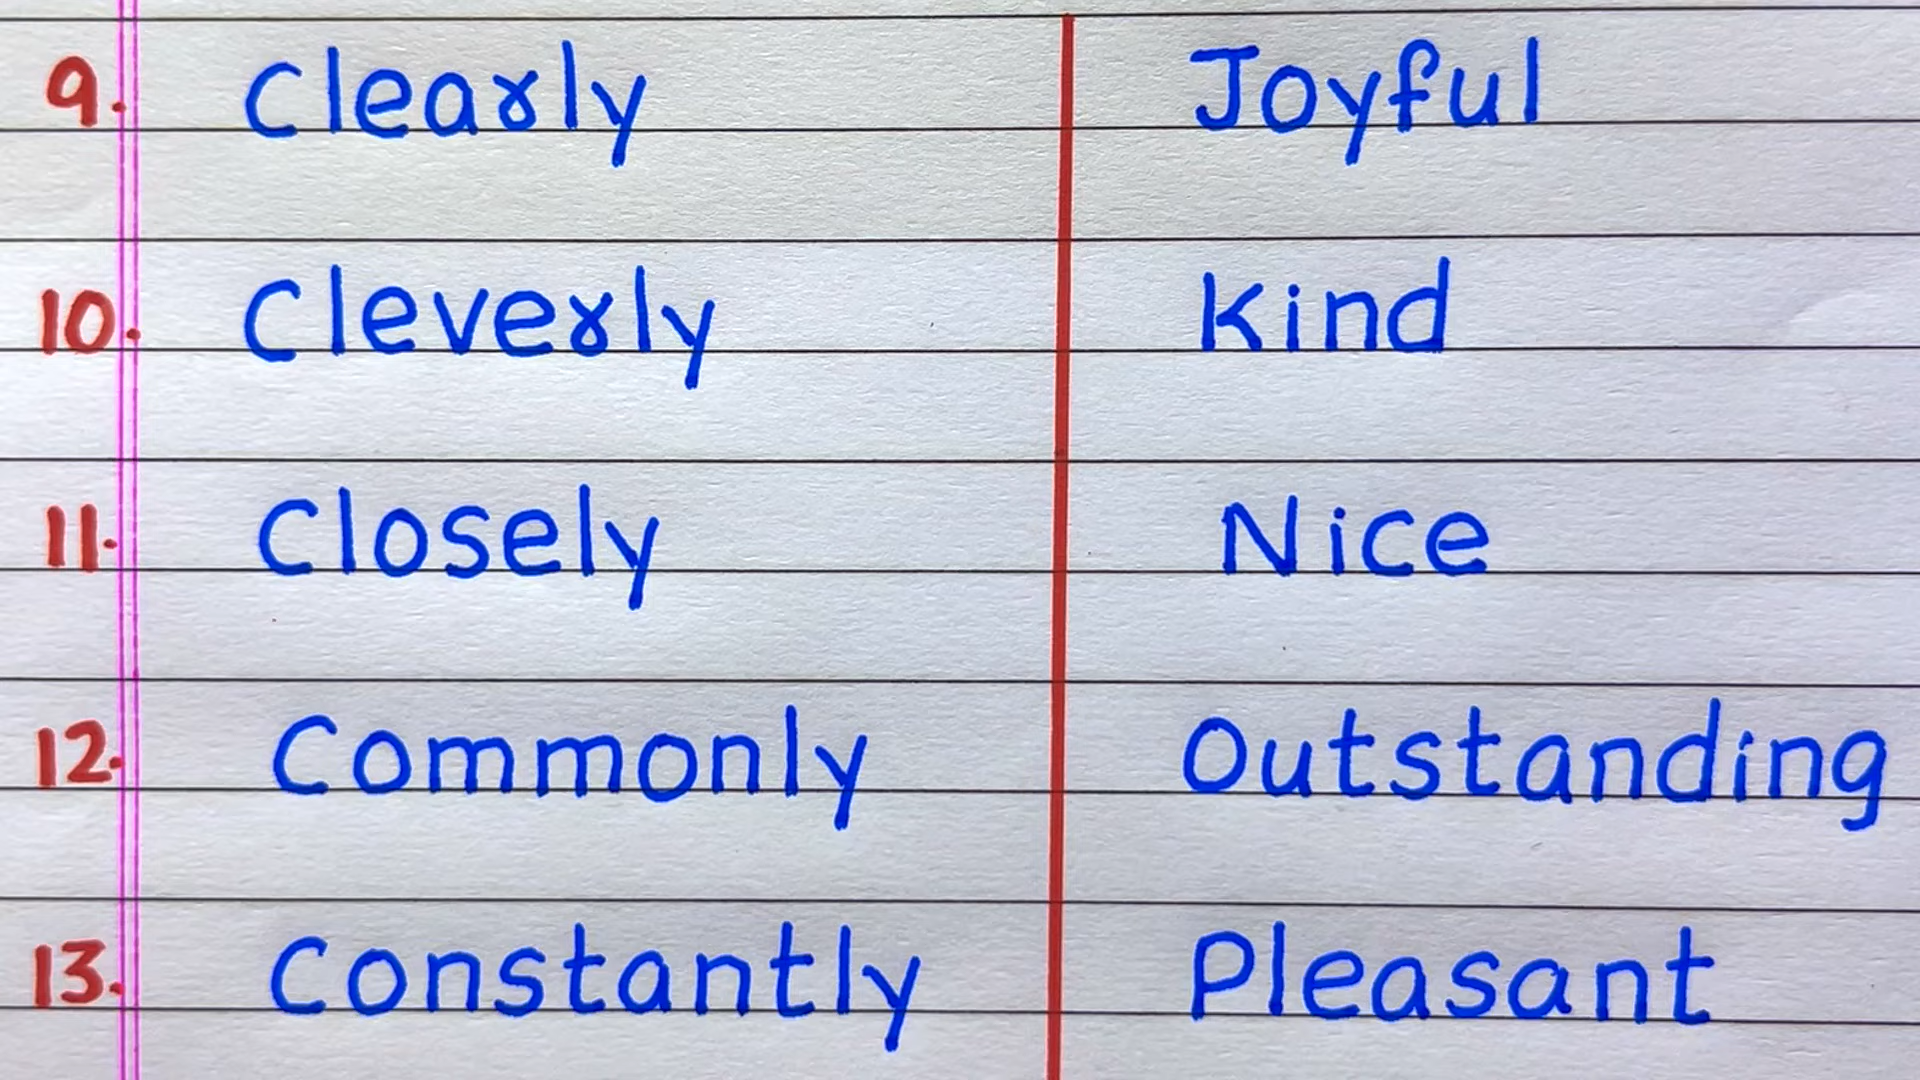 9. Clearly Joyful
10. Cleverly Kind
11. Closely Nice
12. Commonly Outstanding
13. Constantly Pleasant